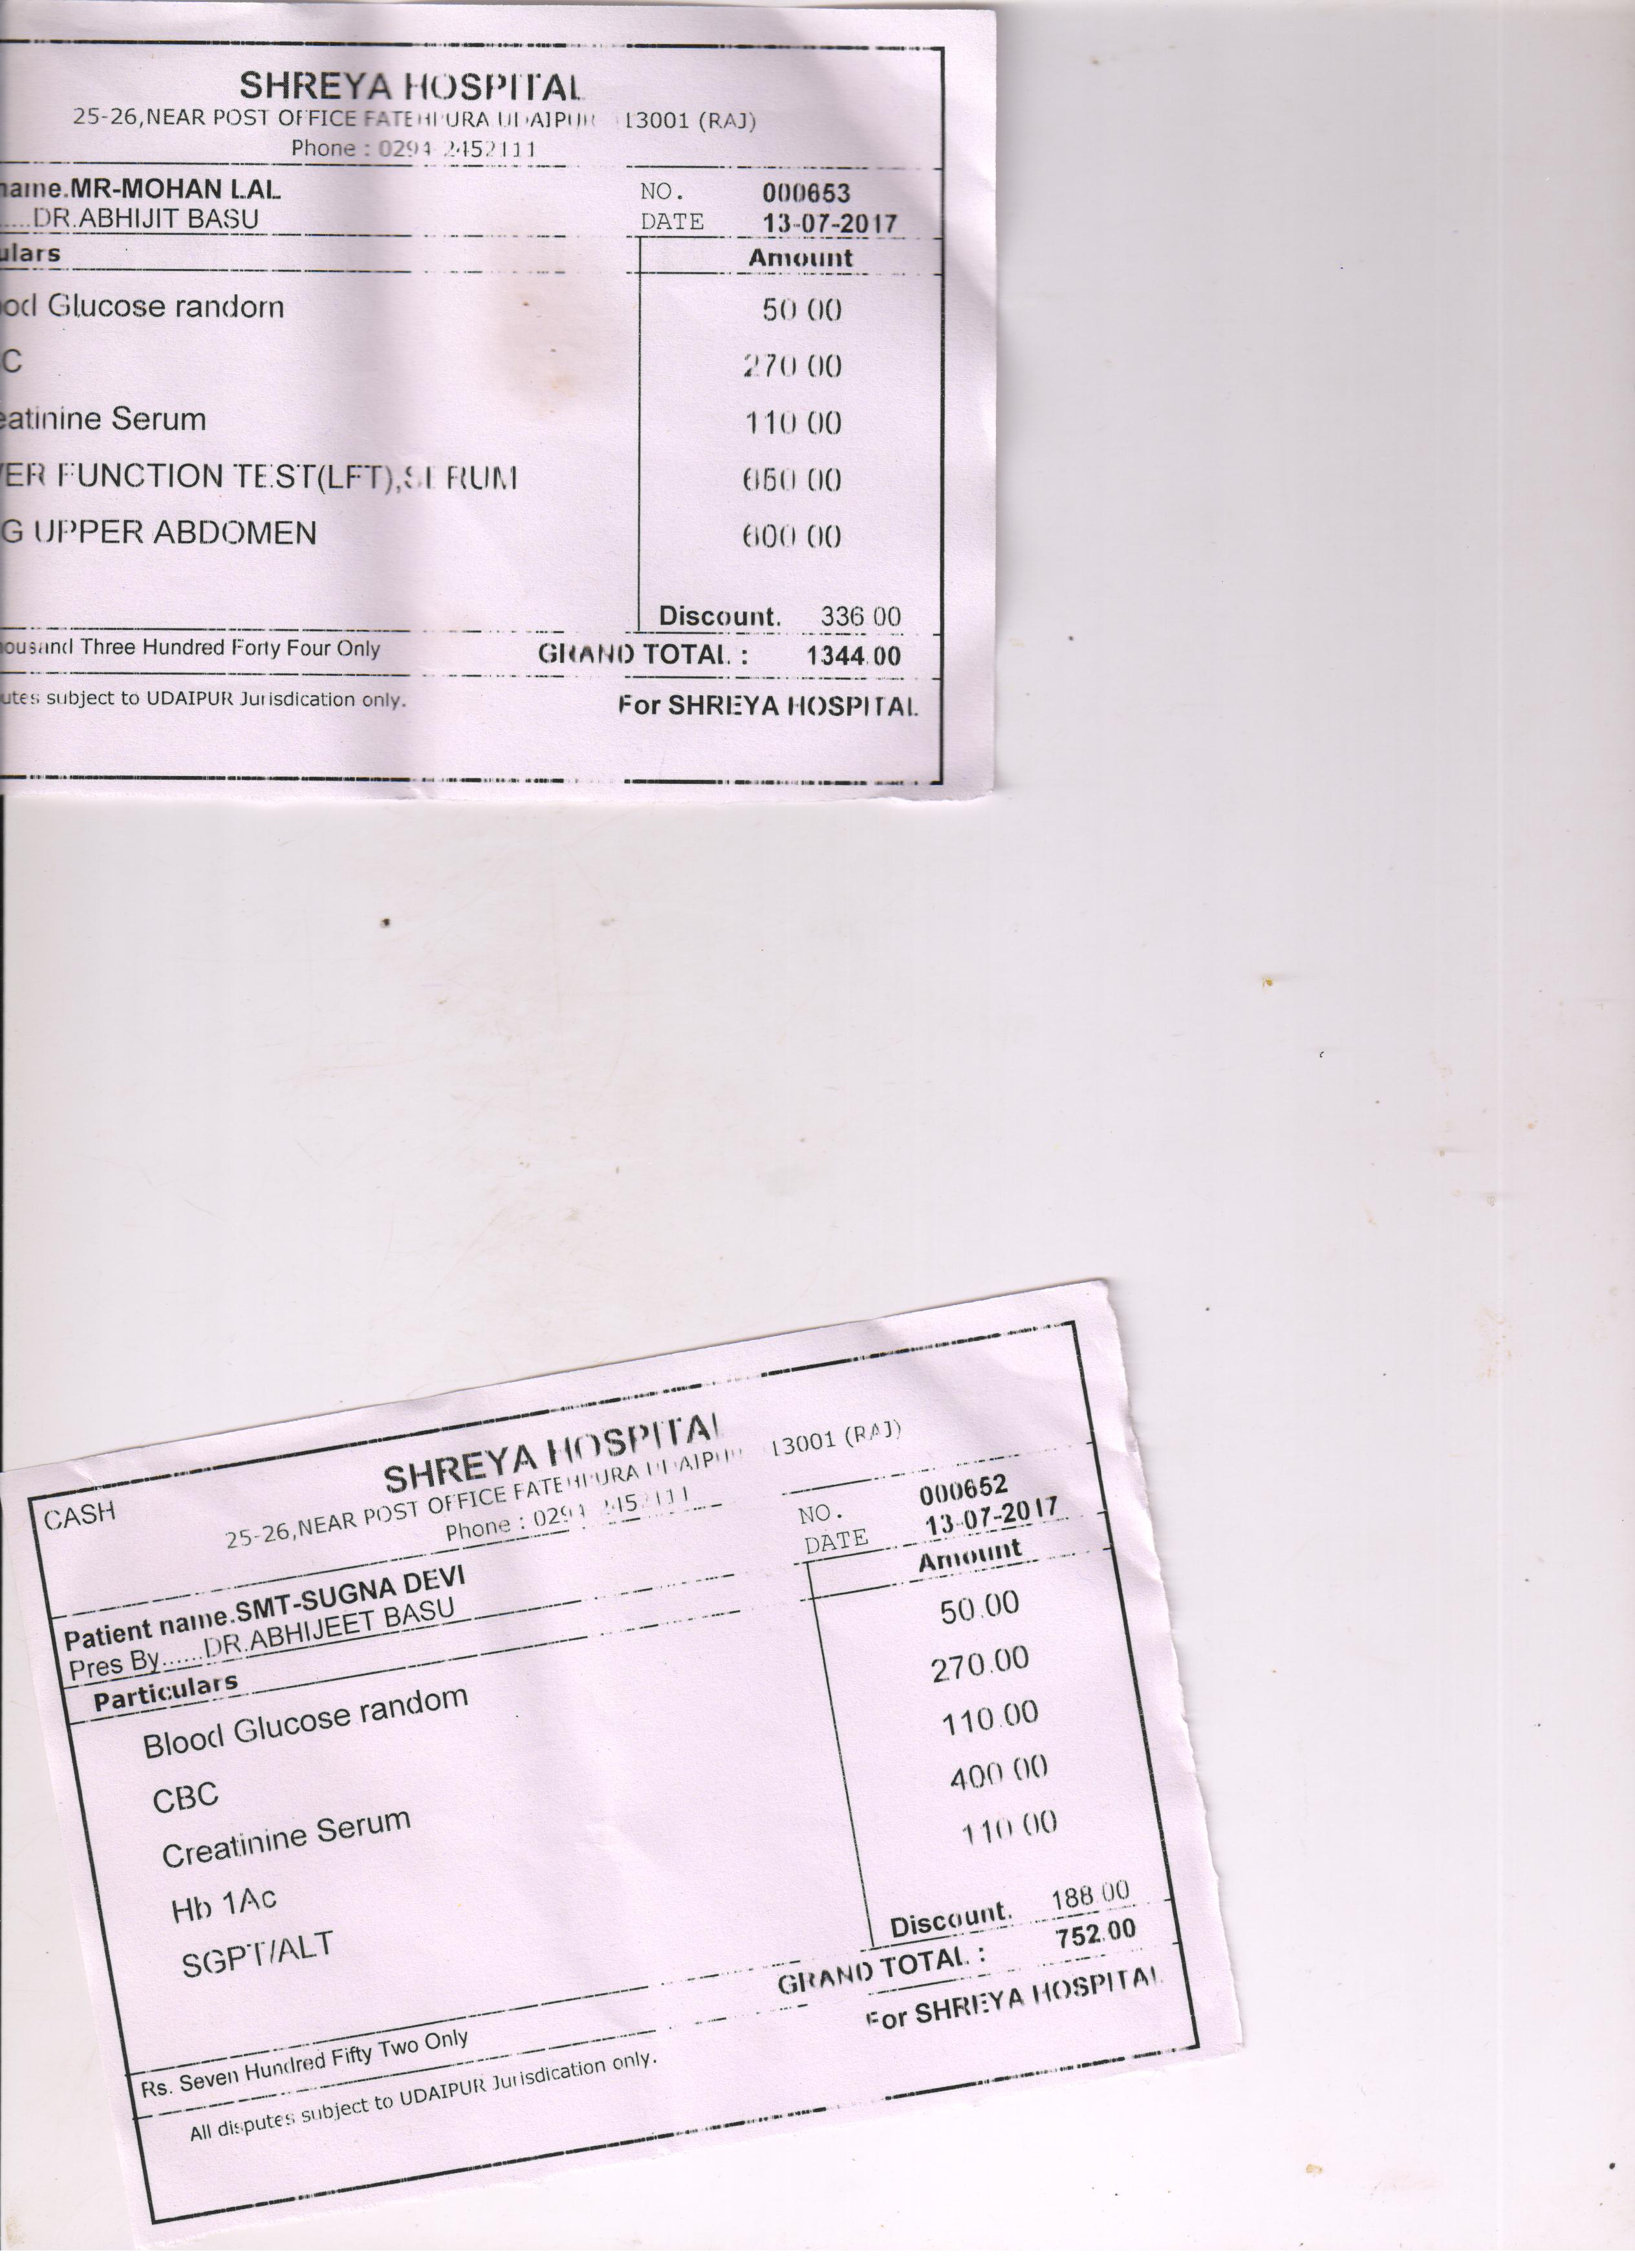 SHREYA HOSPITAL
25-26,NEAR POST OFFICE FATEHPURA UDAIPUR 13001 (RAJ)
Phone : 0294-2452111
name.MR-MOHAN LAL NO. 000653
....DR.ABHIJIT BASU DATE 13-07-2017
ulars Amount
ood Glucose random 50.00
C 270.00
eatinine Serum 110.00
VER FUNCTION TEST(LFT),SERUM 650.00
G UPPER ABDOMEN 600.00
Discount. 336.00
ousand Three Hundred Forty Four Only GRAND TOTAL : 1344.00
utes subject to UDAIPUR Jurisdication only. For SHREYA HOSPITAL
CASH SHREYA HOSPITAL
25-26,NEAR POST OFFICE FATEHPURA UDAIPUR 13001 (RAJ)
Phone : 0294-2452111
Patient name.SMT-SUGNA DEVI NO. 000652
Pres By......DR.ABHIJEET BASU DATE 13-07-2017
Particulars Amount
Blood Glucose random 50.00
CBC 270.00
Creatinine Serum 110.00
Hb 1Ac 400.00
SGPT/ALT 110.00
Discount. 188.00
Rs. Seven Hundred Fifty Two Only GRAND TOTAL : 752.00
All disputes subject to UDAIPUR Jurisdication only. For SHREYA HOSPITAL